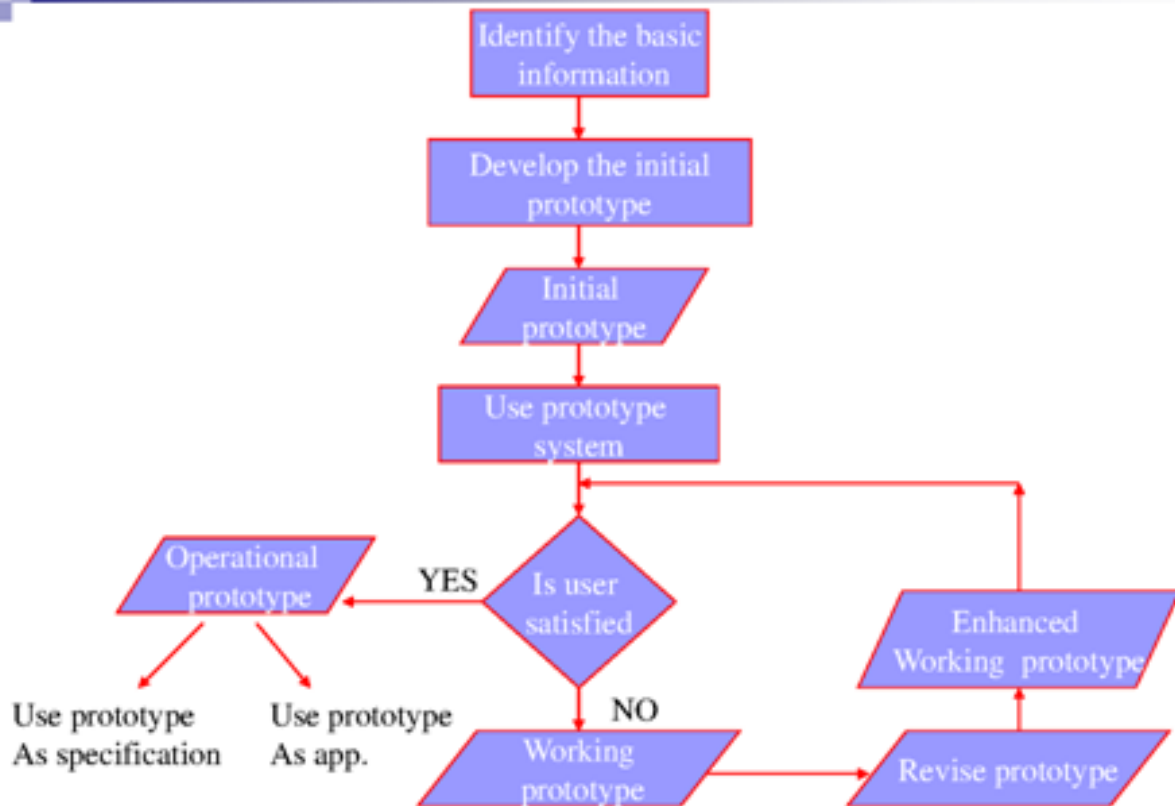 Identify the basic
information
Develop the initial
prototype
Initial
prototype
Use prototype
system
Operational
prototype
YES
Is user
satisfied
Enhanced
Working prototype
Use prototype
As specification
Use prototype
As app.
NO
Working
prototype
Revise prototype